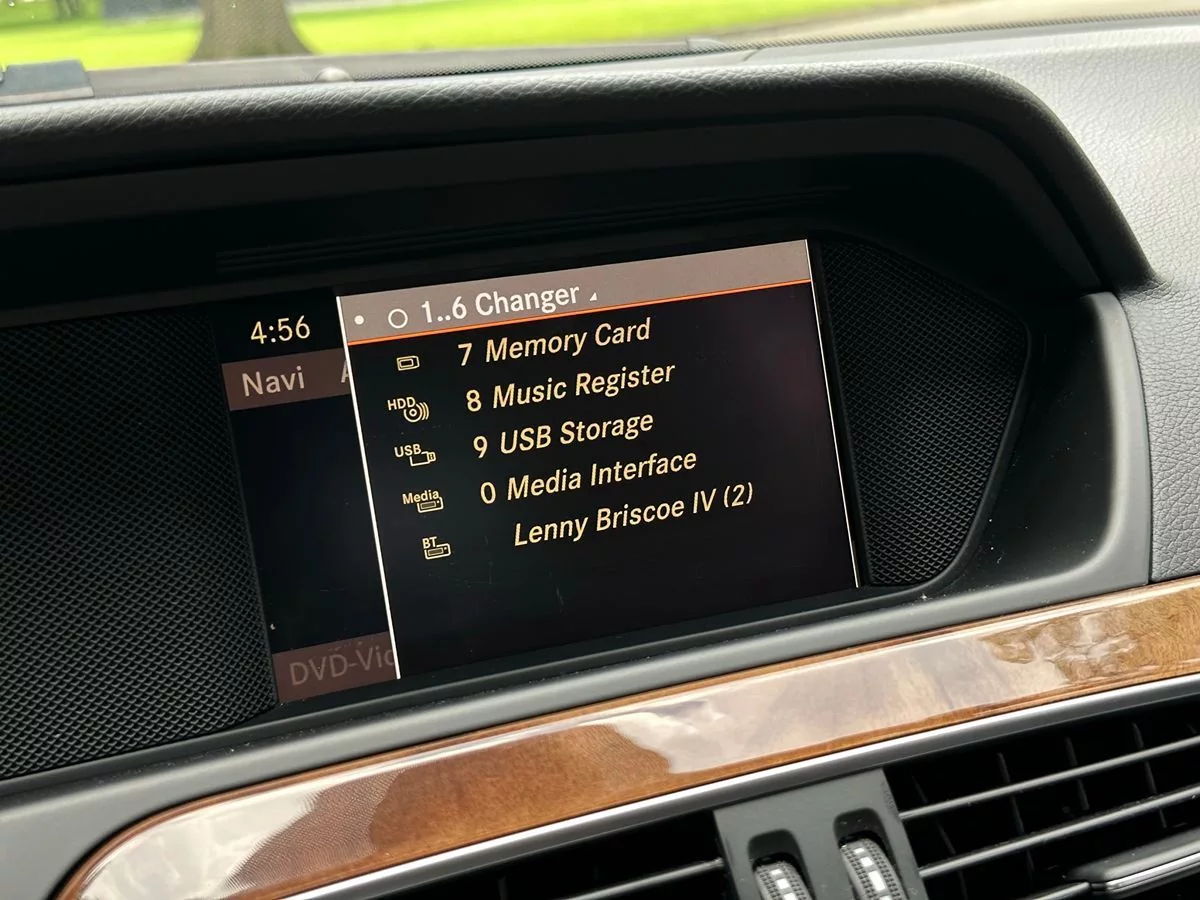 4:56
Navi
DVD-Vid
1..6 Changer
7 Memory Card
HDD 8 Music Register
USB 9 USB Storage
Media 0 Media Interface
BT Lenny Briscoe IV (2)